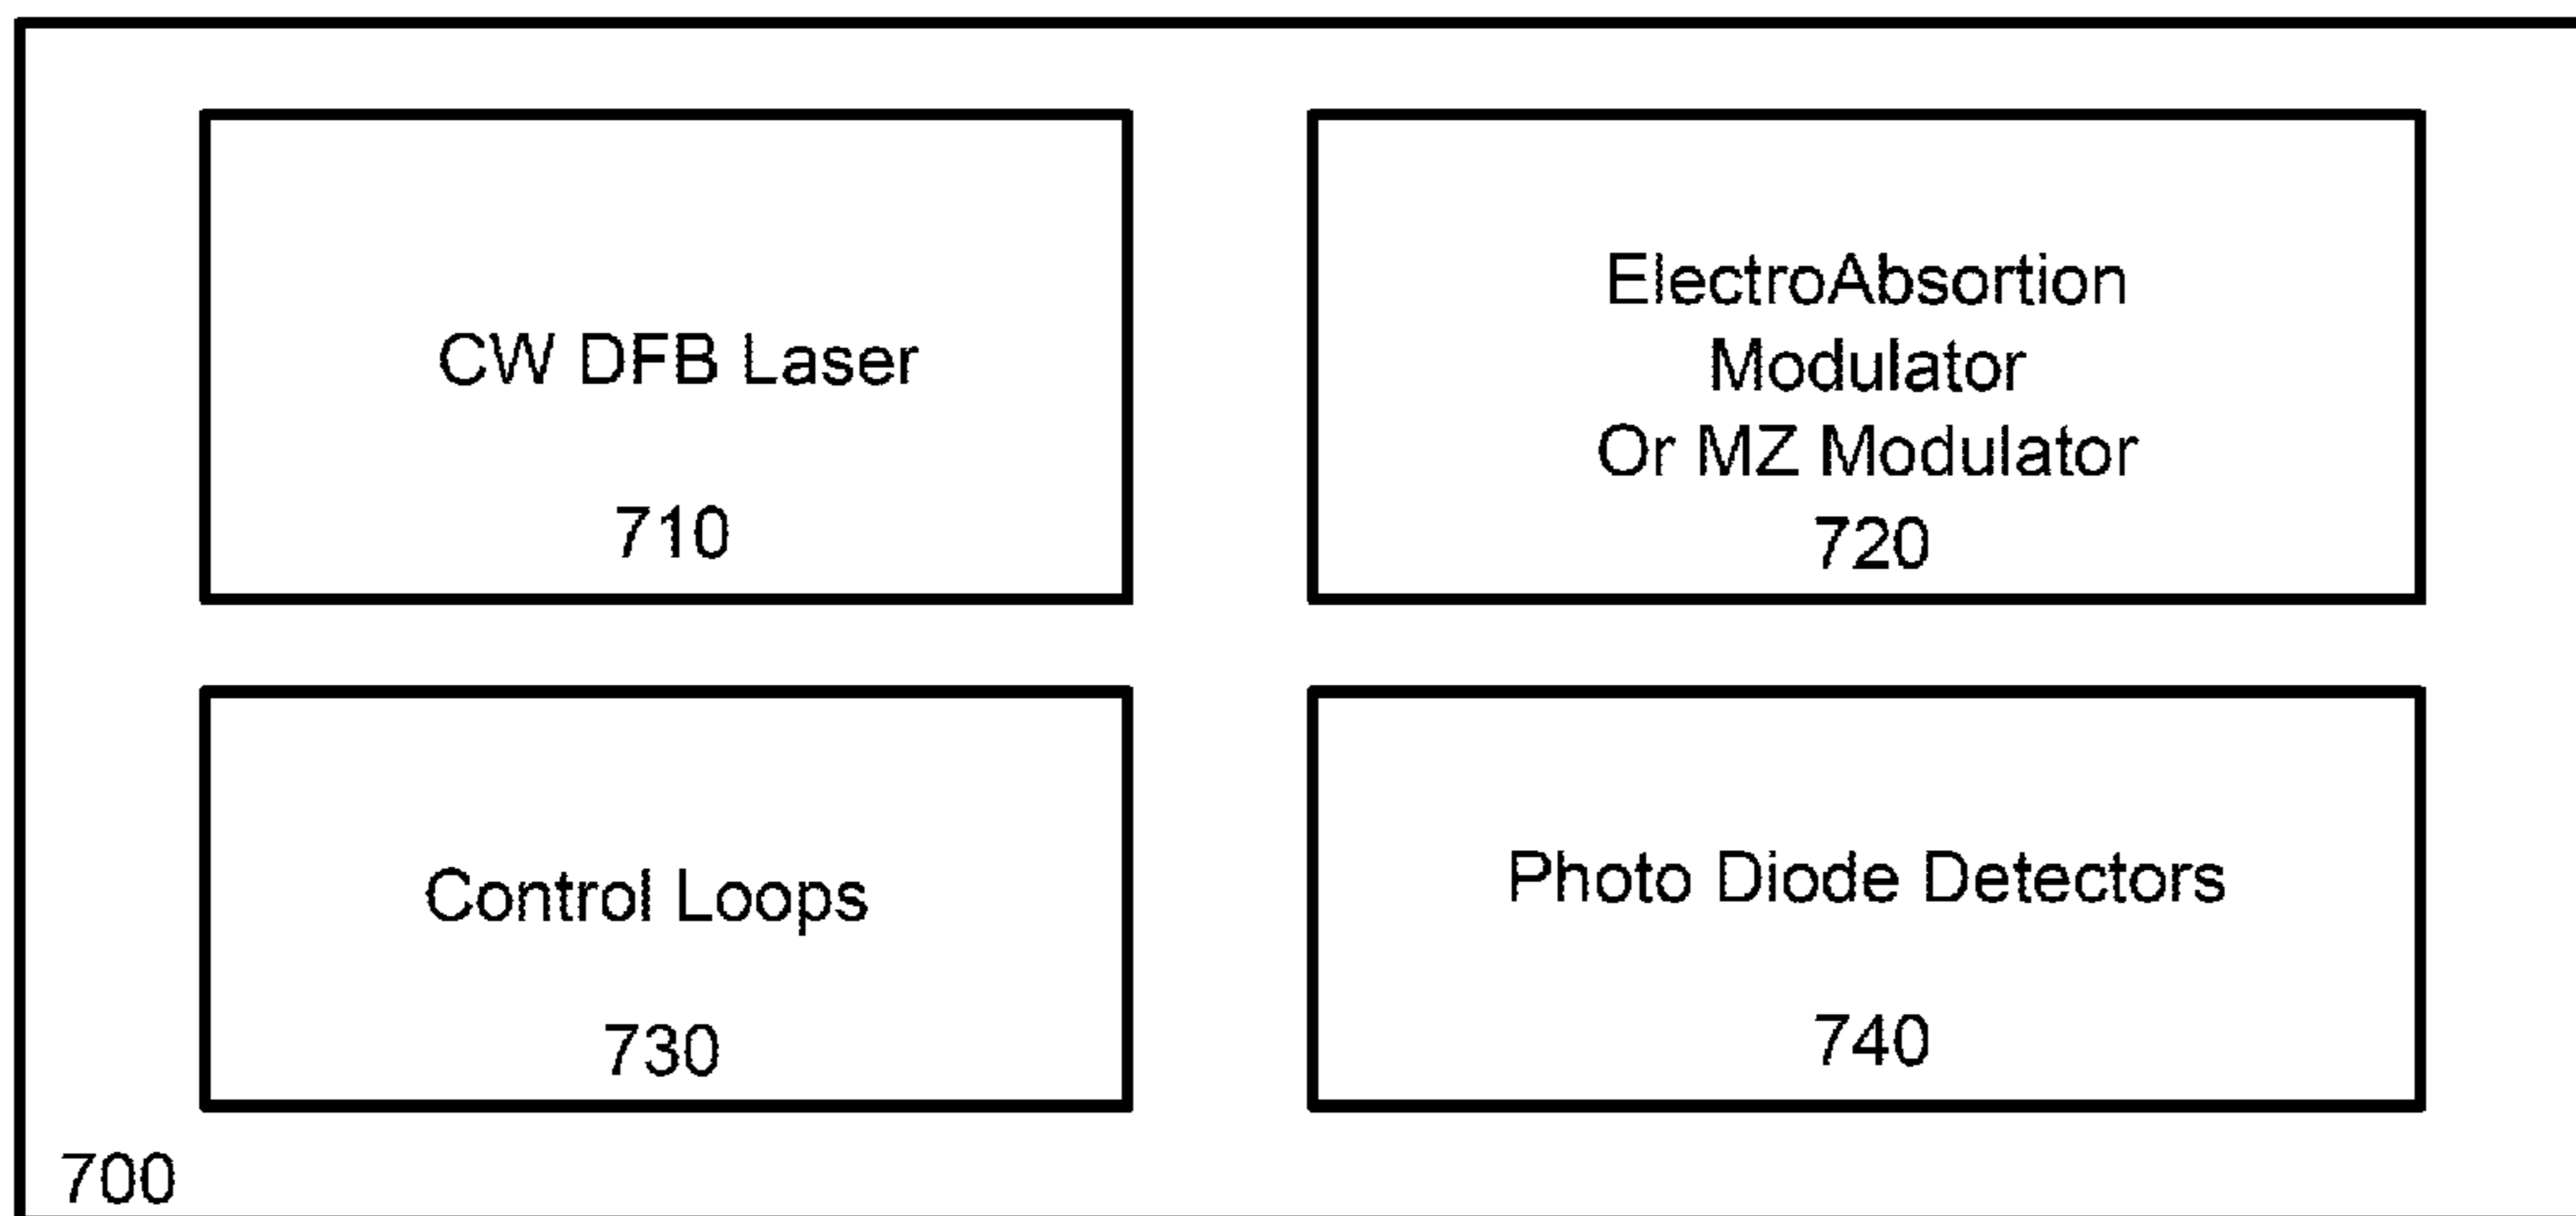 CW DFB Laser
710
ElectroAbsortion
Modulator
Or MZ Modulator
720
Control Loops
730
Photo Diode Detectors
740
700